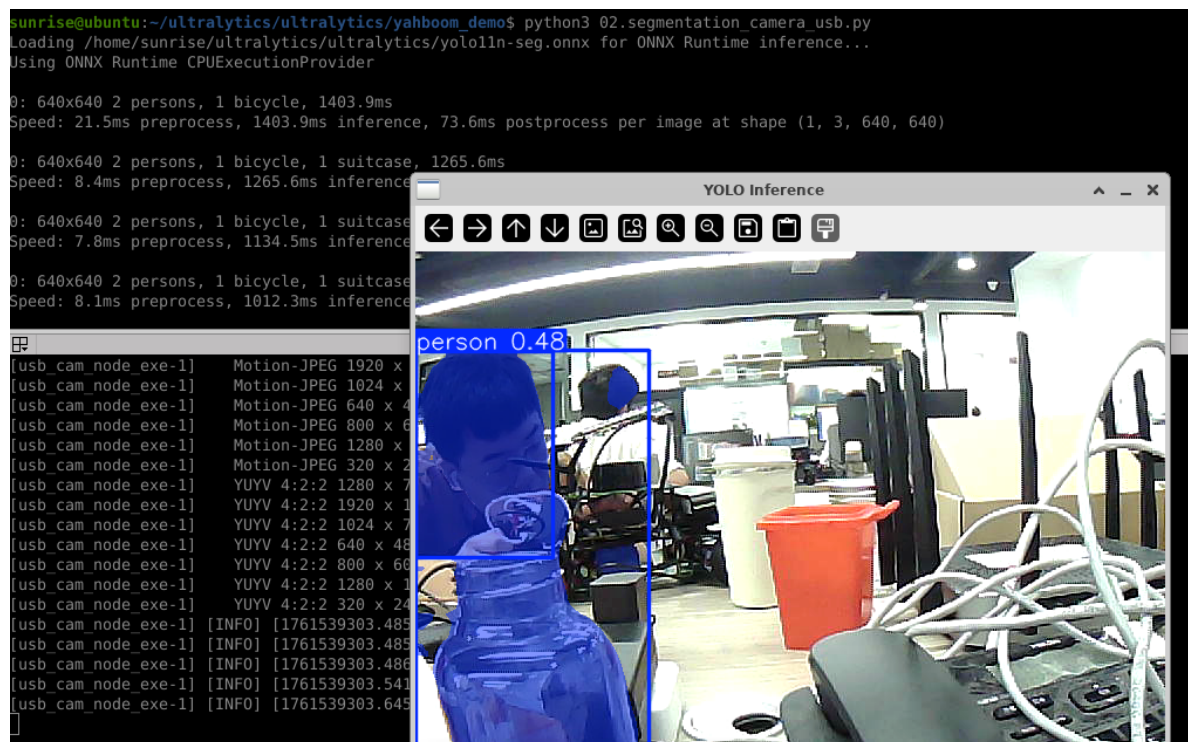 sunrise@ubuntu:~/ultralytics/ultralytics/yahboom_demo$ python3 02.segmentation_camera_usb.py
Loading /home/sunrise/ultralytics/ultralytics/yolo11n-seg.onnx for ONNX Runtime inference...
Using ONNX Runtime CPUExecutionProvider
0: 640x640 2 persons, 1 bicycle, 1403.9ms
Speed: 21.5ms preprocess, 1403.9ms inference, 73.6ms postprocess per image at shape (1, 3, 640, 640)
0: 640x640 2 persons, 1 bicycle, 1 suitcase, 1265.6ms
Speed: 8.4ms preprocess, 1265.6ms inference
0: 640x640 2 persons, 1 bicycle, 1 suitcase
Speed: 7.8ms preprocess, 1134.5ms inference
0: 640x640 2 persons, 1 bicycle, 1 suitcase
Speed: 8.1ms preprocess, 1012.3ms inference
YOLO Inference
person 0.48
[usb_cam_node_exe-1] Motion-JPEG 1920 x
[usb_cam_node_exe-1] Motion-JPEG 1024 x
[usb_cam_node_exe-1] Motion-JPEG 640 x 4
[usb_cam_node_exe-1] Motion-JPEG 800 x 6
[usb_cam_node_exe-1] Motion-JPEG 1280 x
[usb_cam_node_exe-1] Motion-JPEG 320 x 2
[usb_cam_node_exe-1] YUYV 4:2:2 1280 x 7
[usb_cam_node_exe-1] YUYV 4:2:2 1920 x 1
[usb_cam_node_exe-1] YUYV 4:2:2 1024 x 7
[usb_cam_node_exe-1] YUYV 4:2:2 640 x 48
[usb_cam_node_exe-1] YUYV 4:2:2 800 x 60
[usb_cam_node_exe-1] YUYV 4:2:2 1280 x 1
[usb_cam_node_exe-1] YUYV 4:2:2 320 x 24
[usb_cam_node_exe-1] [INFO] [1761539303.485
[usb_cam_node_exe-1] [INFO] [1761539303.485
[usb_cam_node_exe-1] [INFO] [1761539303.486
[usb_cam_node_exe-1] [INFO] [1761539303.541
[usb_cam_node_exe-1] [INFO] [1761539303.645